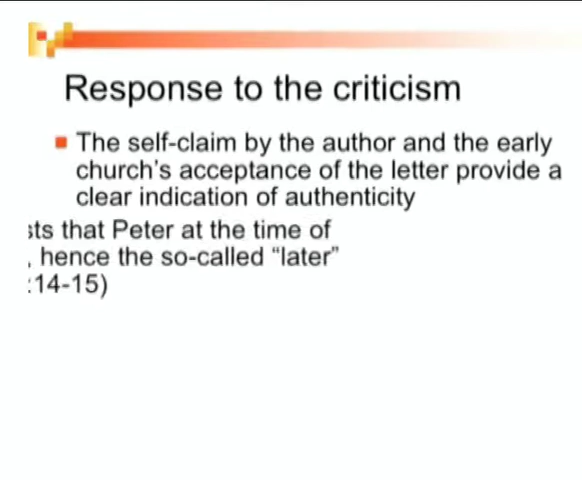 Response to the criticism
The self-claim by the author and the early
church's acceptance of the letter provide a
clear indication of authenticity
that Peter at the time of
, hence the so-called “later”
:14-15)